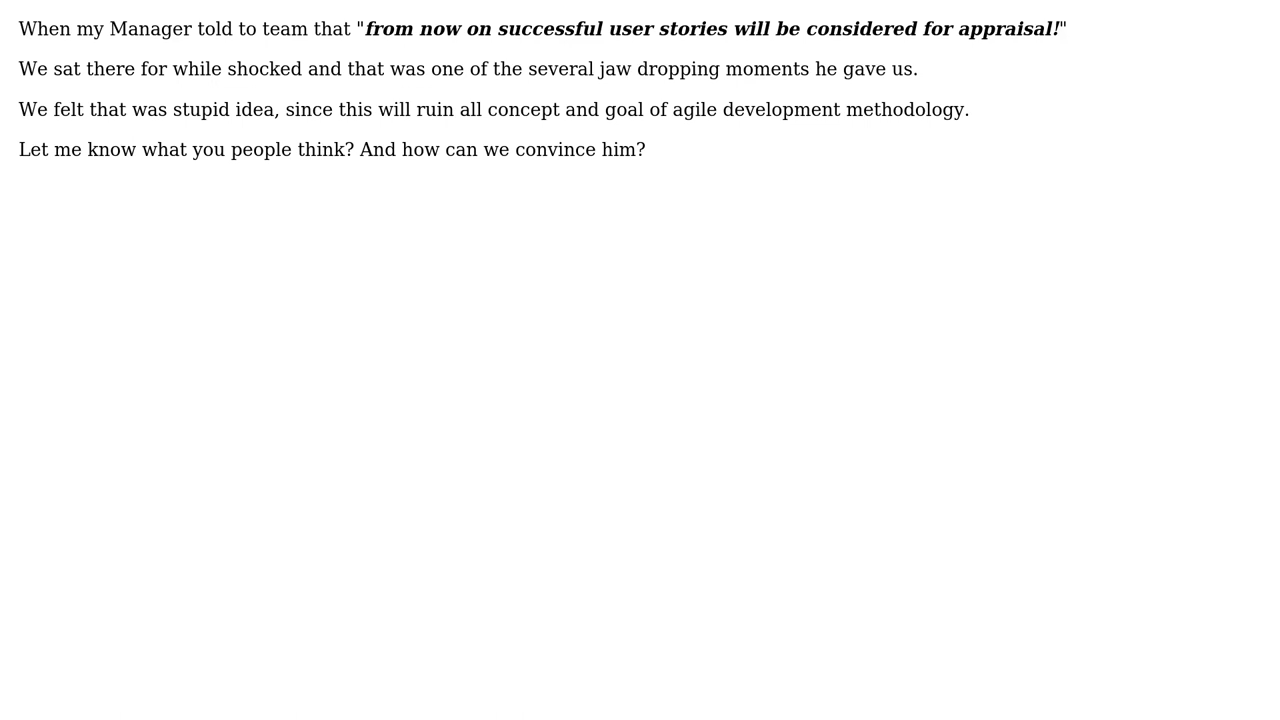 When my Manager told to team that "from now on successful user stories will be considered for appraisal!"
We sat there for while shocked and that was one of the several jaw dropping moments he gave us.
We felt that was stupid idea, since this will ruin all concept and goal of agile development methodology.
Let me know what you people think? And how can we convince him?